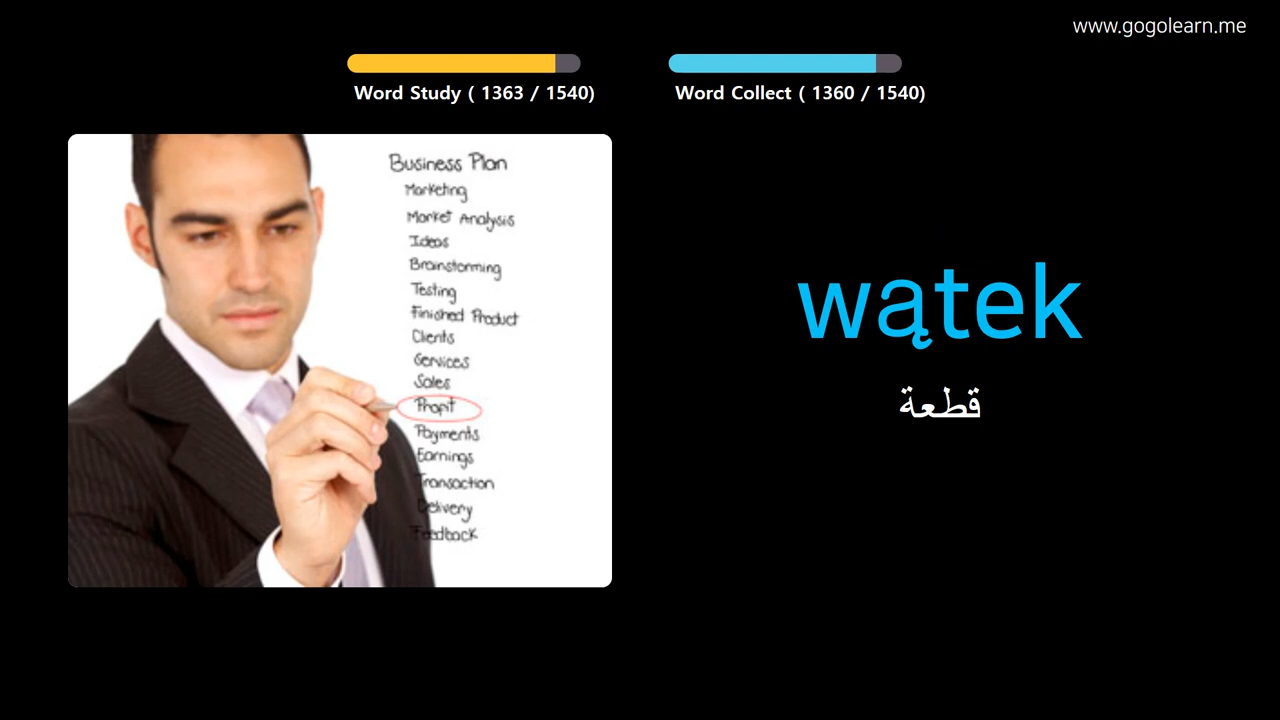 www.gogolearn.me
Word Study ( 1363 / 1540)
Word Collect ( 1360 / 1540)
Business Plan
Marketing
Market Analysis
Ideas
Brainstorming
Testing
Finished Product
Clients
Services
Sales
Profit
Payments
Earnings
Transaction
Delivery
Feedback
wątek
قطعة